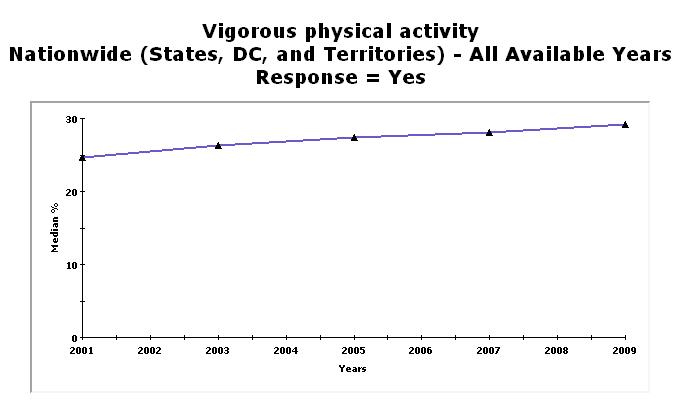 Vigorous physical activity
Nationwide (States, DC, and Territories) - All Available Years
Response = Yes
30
20
10
0
Median %
2001 2002 2003 2004 2005 2006 2007 2008 2009
Years